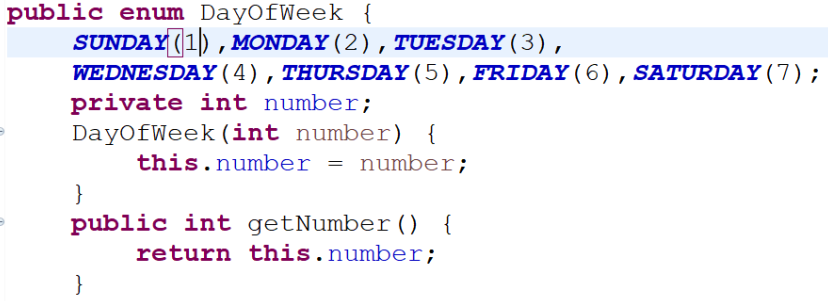 public enum DayOfWeek {
    SUNDAY(1),MONDAY(2),TUESDAY(3),
    WEDNESDAY(4),THURSDAY(5),FRIDAY(6),SATURDAY(7);
    private int number;
    DayOfWeek(int number) {
        this.number = number;
    }
    public int getNumber() {
        return this.number;
    }